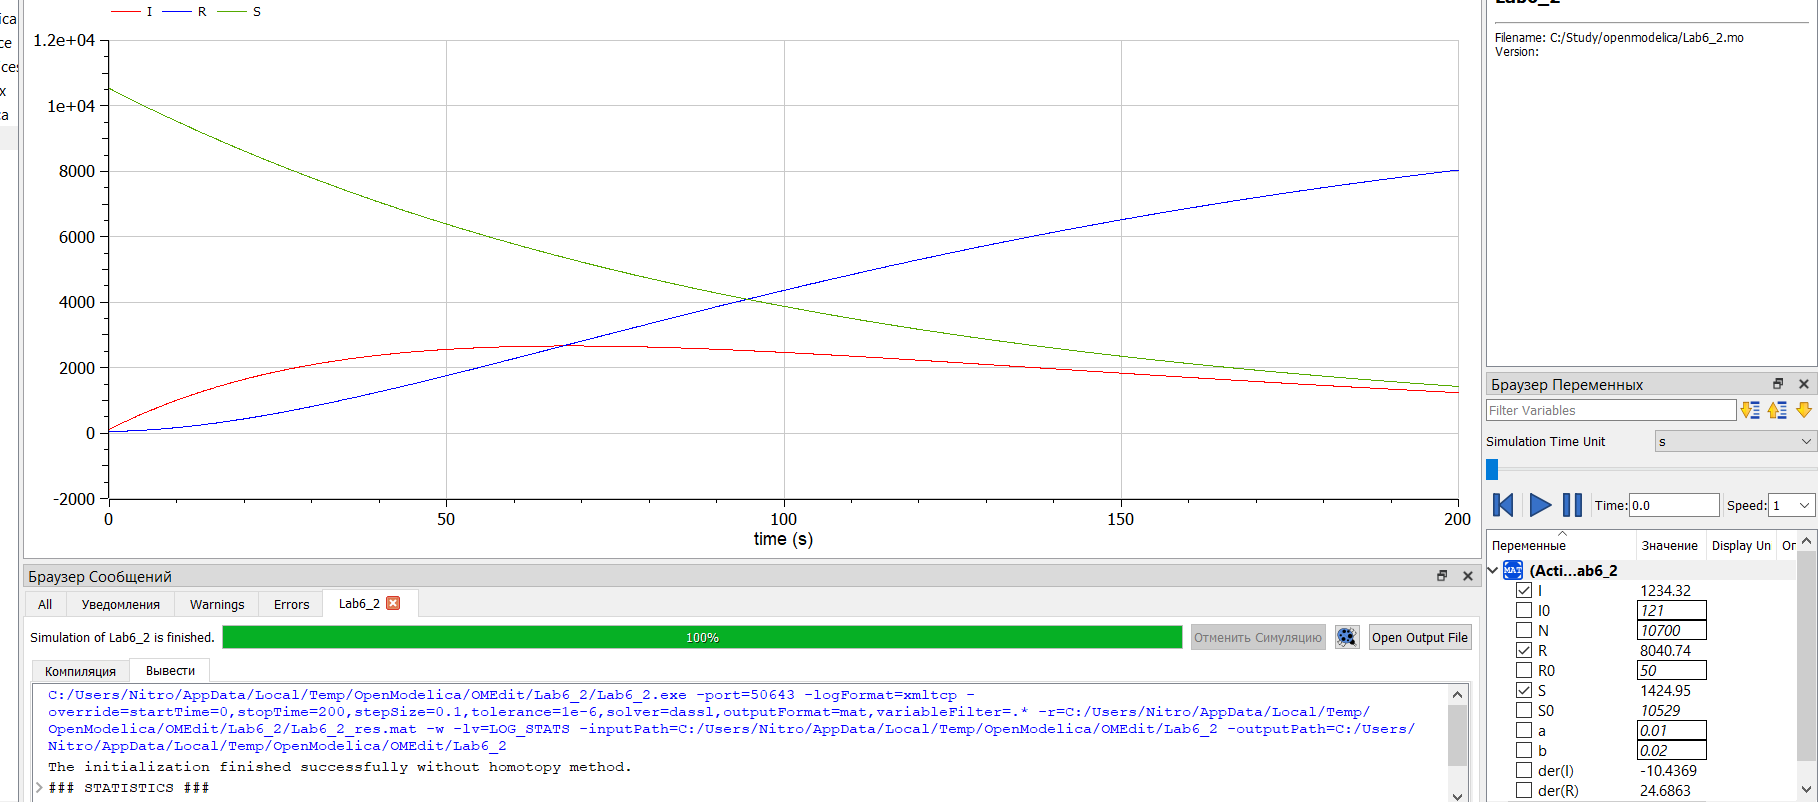 I R S
1.2e+04
1e+04
8000
6000
4000
2000
0
-2000
0 50 100 150 200
time (s)
ica
ce
ces
x
a
Filename: C:/Study/openmodelica/Lab6_2.mo
Version:
Браузер Переменных
Filter Variables
Simulation Time Unit s
Time: 0.0 Speed: 1
Переменные Значение Display Un Ог
(Acti...ab6_2
I 1234.32
I0 121
N 10700
R 8040.74
R0 50
S 1424.95
S0 10529
a 0.01
b 0.02
der(I) -10.4369
der(R) 24.6863
Браузер Сообщений
All Уведомления Warnings Errors Lab6_2
Simulation of Lab6_2 is finished. 100% Отменить Симуляцию Open Output File
Компиляция Вывести
C:/Users/Nitro/AppData/Local/Temp/OpenModelica/OMEdit/Lab6_2/Lab6_2.exe -port=50643 -logFormat=xmltcp -
override=startTime=0,stopTime=200,stepSize=0.1,tolerance=1e-6,solver=dassl,outputFormat=mat,variableFilter=.* -r=C:/Users/Nitro/AppData/Local/Temp/
OpenModelica/OMEdit/Lab6_2/Lab6_2_res.mat -w -lv=LOG_STATS -inputPath=C:/Users/Nitro/AppData/Local/Temp/OpenModelica/OMEdit/Lab6_2 -outputPath=C:/Users/
Nitro/AppData/Local/Temp/OpenModelica/OMEdit/Lab6_2
The initialization finished successfully without homotopy method.
### STATISTICS ###